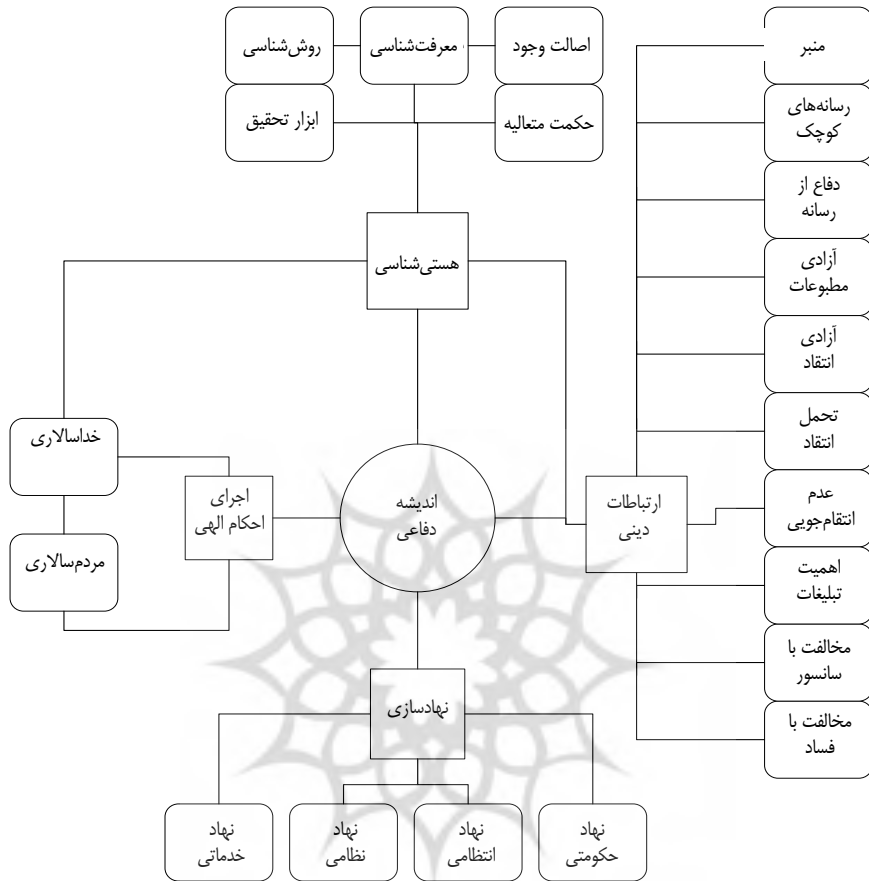 اصالت وجود
معرفت‌شناسی
روش‌شناسی
حکمت متعالیه
ابزار تحقیق
هستی‌شناسی
منبر
رسانه‌های
کوچک
دفاع از
رسانه
آزادی
مطبوعات
آزادی
انتقاد
تحمل
انتقاد
عدم
انتقام‌جویی
اهمیت
تبلیغات
مخالفت با
سانسور
مخالفت با
فساد
ارتباطات
دینی
اندیشه
دفاعی
اجرای
احکام الهی
خداسالاری
مردم‌سالاری
نهادسازی
نهاد
حکومتی
نهاد
انتظامی
نهاد
نظامی
نهاد
خدماتی